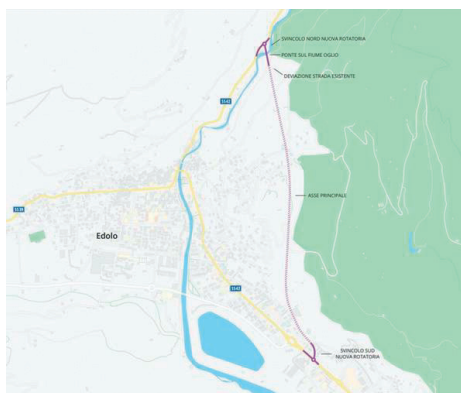 SVINCOLO NORD NUOVA ROTATORIA
PONTE SUL FIUME OGLIO
DEVIAZIONE STRADA ESISTENTE
SS42
ASSE PRINCIPALE
SS39
Edolo
SS42
SVINCOLO SUD
NUOVA ROTATORIA